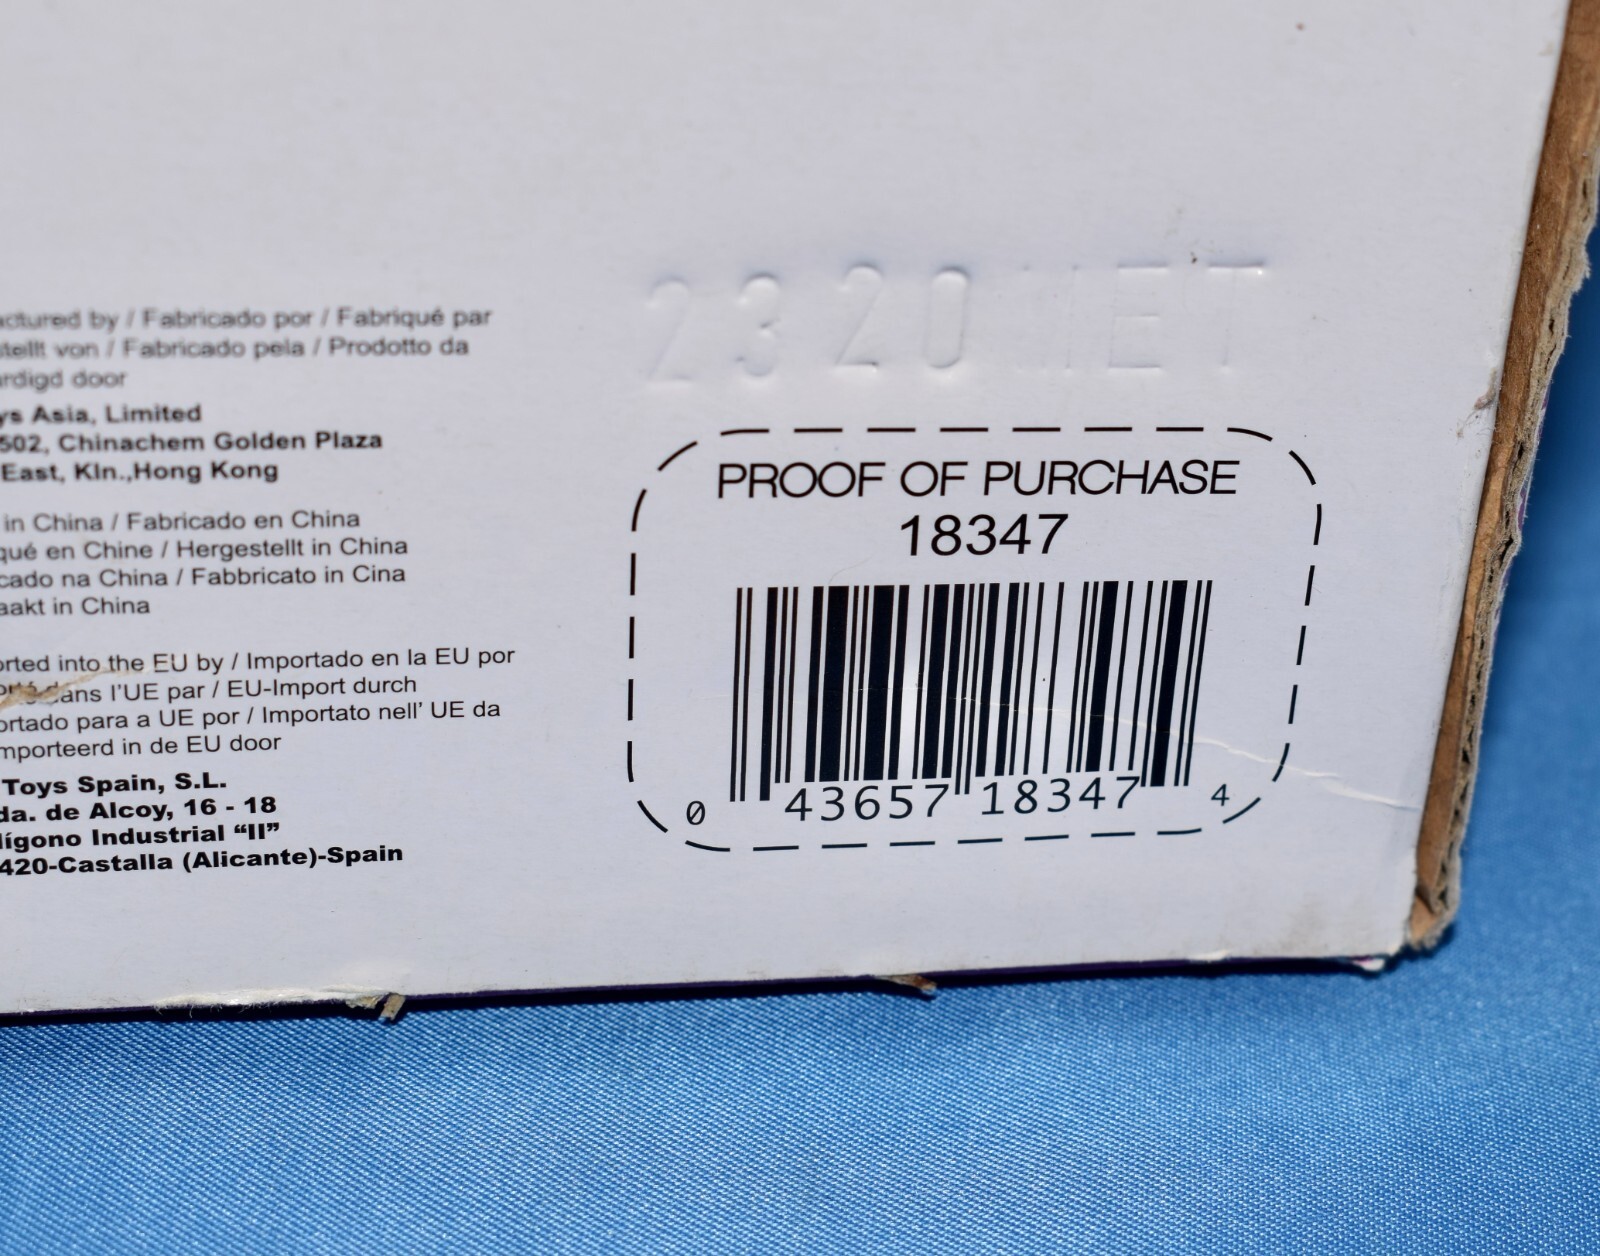 2320 MET
actured by / Fabricado por / Fabriqué par
stellt von / Fabricado pela / Prodotto da
ardigd door
ys Asia, Limited
502, Chinachem Golden Plaza
East, Kln.,Hong Kong
in China / Fabricado en China
qué en Chine / Hergestellt in China
cado na China / Fabbricato in Cina
aakt in China
orted into the EU by / Importado en la EU por
orté dans l'UE par / EU-Import durch
ortado para a UE por / Importato nell' UE da
mporteerd in de EU door
Toys Spain, S.L.
da. de Alcoy, 16 - 18
lígono Industrial "II"
420-Castalla (Alicante)-Spain
PROOF OF PURCHASE
18347
0 43657 18347 4